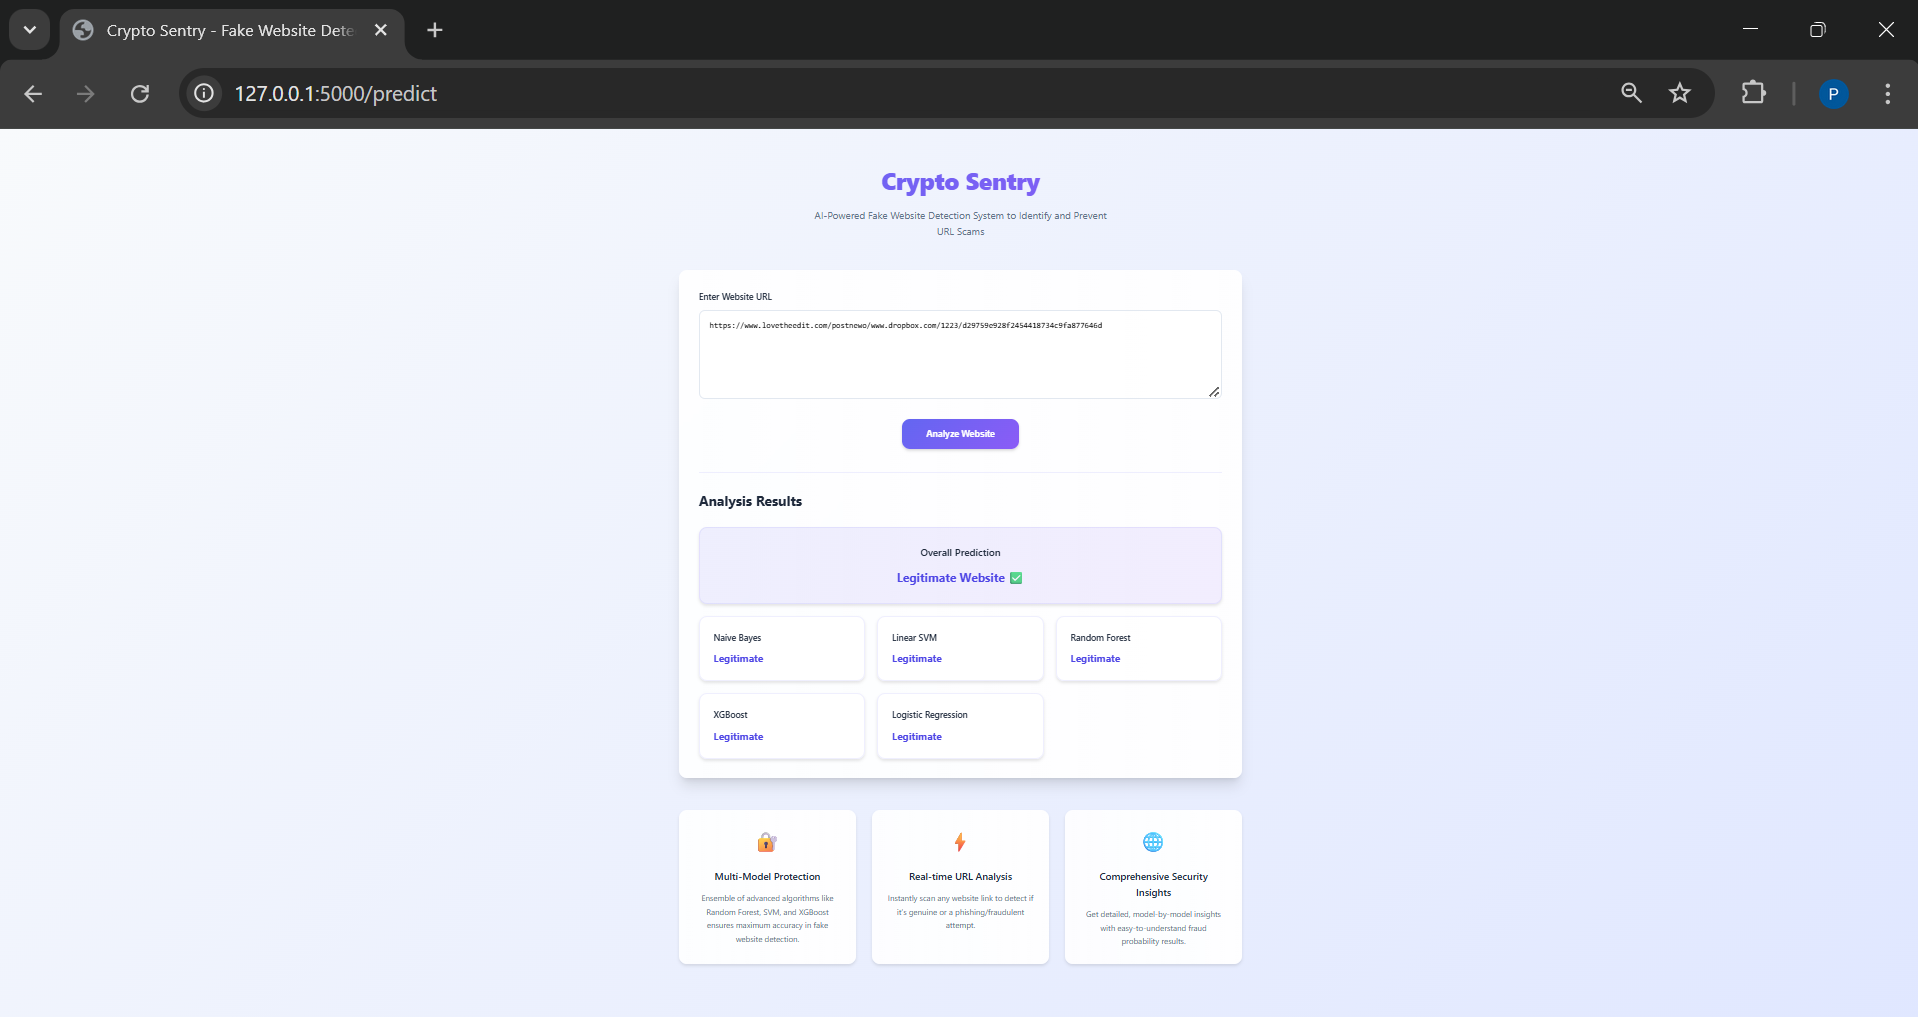 Crypto Sentry - Fake Website Dete
127.0.0.1:5000/predict
P
Crypto Sentry
AI-Powered Fake Website Detection System to Identify and Prevent
URL Scams
Enter Website URL
https://www.lovetheedit.com/postnewo/www.dropbox.com/1223/d29759e928f2454418734c9fa877646d
Analyze Website
Analysis Results
Overall Prediction
Legitimate Website ✅
Naive Bayes
Legitimate
Linear SVM
Legitimate
Random Forest
Legitimate
XGBoost
Legitimate
Logistic Regression
Legitimate
Multi-Model Protection
Ensemble of advanced algorithms like
Random Forest, SVM, and XGBoost
ensures maximum accuracy in fake
website detection.
Real-time URL Analysis
Instantly scan any website link to detect if
it's genuine or a phishing/fraudulent
attempt.
Comprehensive Security
Insights
Get detailed, model-by-model insights
with easy-to-understand fraud
probability results.